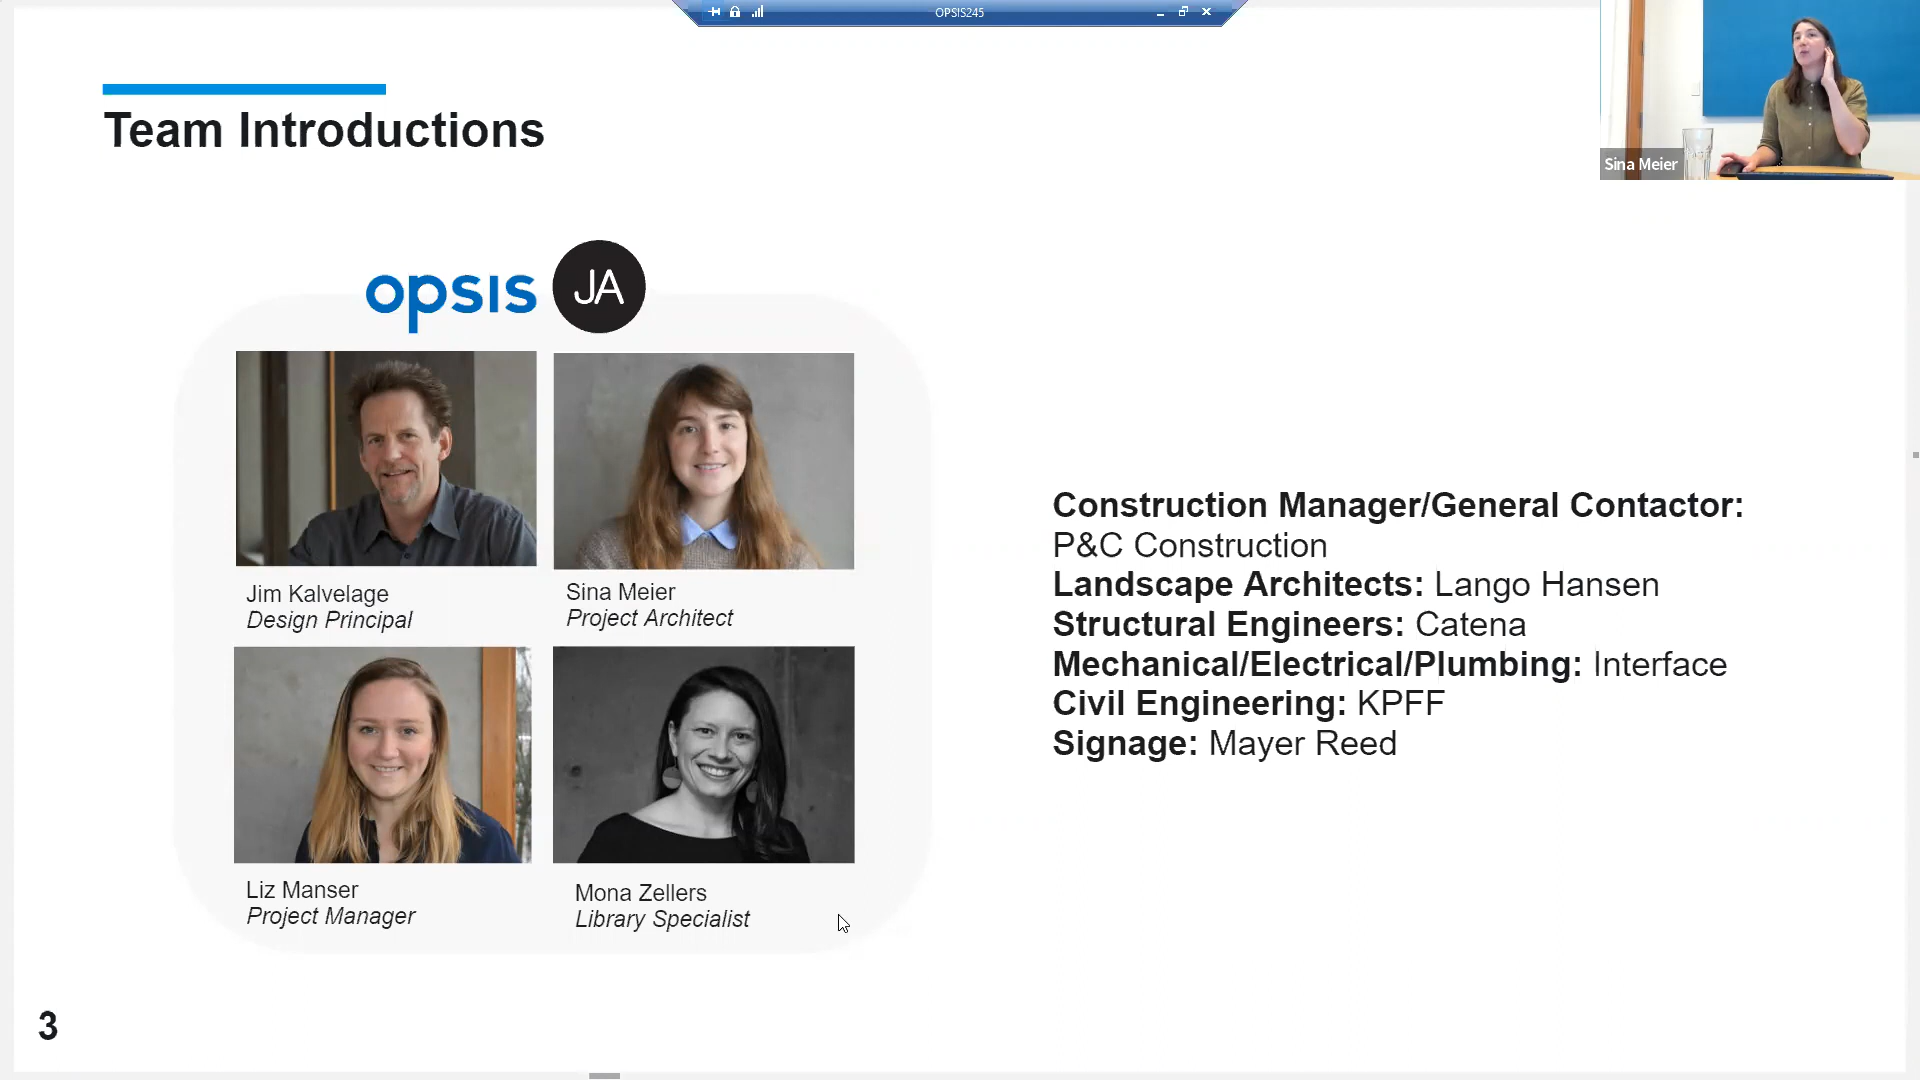 OPSIS245
Sina Meier
Team Introductions
opsis JA
Jim Kalvelage
Design Principal
Sina Meier
Project Architect
Liz Manser
Project Manager
Mona Zellers
Library Specialist
Construction Manager/General Contactor:
P&C Construction
Landscape Architects: Lango Hansen
Structural Engineers: Catena
Mechanical/Electrical/Plumbing: Interface
Civil Engineering: KPFF
Signage: Mayer Reed
3